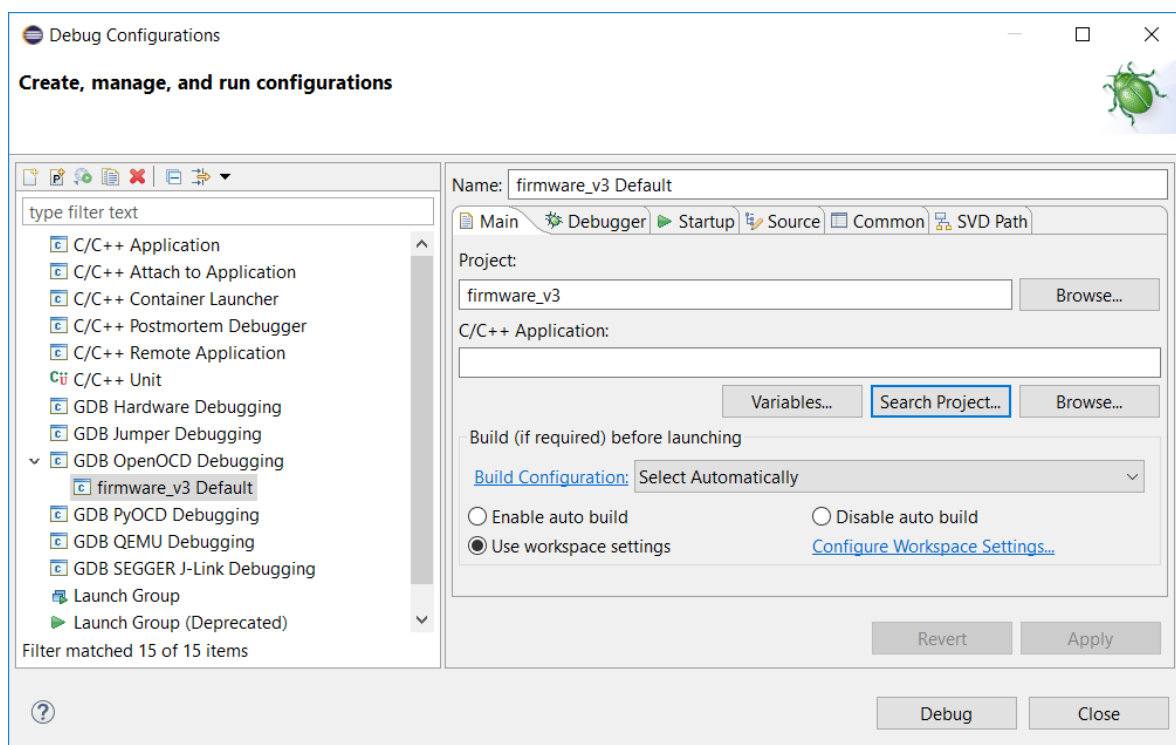 Debug Configurations
Create, manage, and run configurations
type filter text
C/C++ Application
C/C++ Attach to Application
C/C++ Container Launcher
C/C++ Postmortem Debugger
C/C++ Remote Application
C/C++ Unit
GDB Hardware Debugging
GDB Jumper Debugging
GDB OpenOCD Debugging
firmware_v3 Default
GDB PyOCD Debugging
GDB QEMU Debugging
GDB SEGGER J-Link Debugging
Launch Group
Launch Group (Deprecated)
Filter matched 15 of 15 items
Name: firmware_v3 Default
Main Debugger Startup Source Common SVD Path
Project:
firmware_v3 Browse...
C/C++ Application:
Variables... Search Project... Browse...
Build (if required) before launching
Build Configuration: Select Automatically
Enable auto build Disable auto build
Use workspace settings Configure Workspace Settings...
Revert Apply
? Debug Close